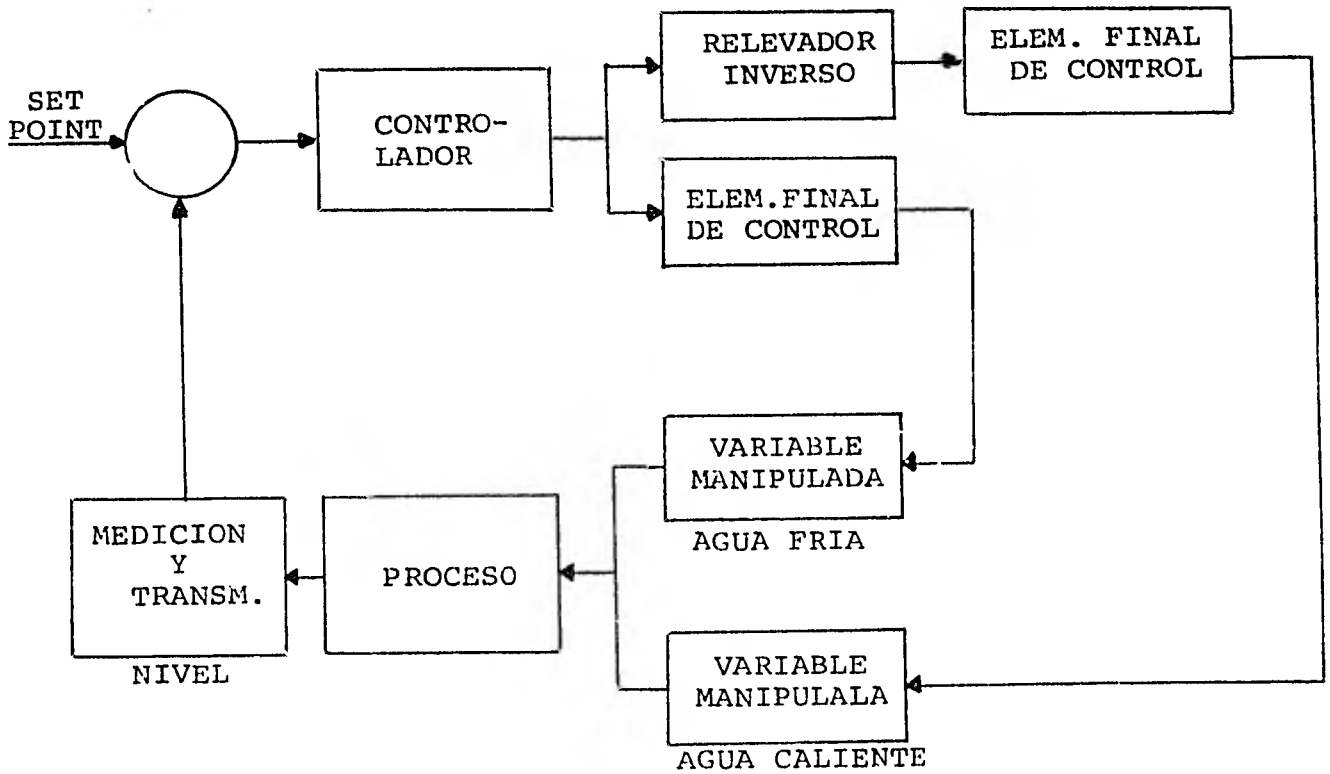 SET
POINT
CONTRO-
LADOR
RELEVADOR
INVERSO
ELEM. FINAL
DE CONTROL
ELEM.FINAL
DE CONTROL
VARIABLE
MANIPULADA
AGUA FRIA
MEDICION
Y
TRANSM.
NIVEL
PROCESO
VARIABLE
MANIPULALA
AGUA CALIENTE